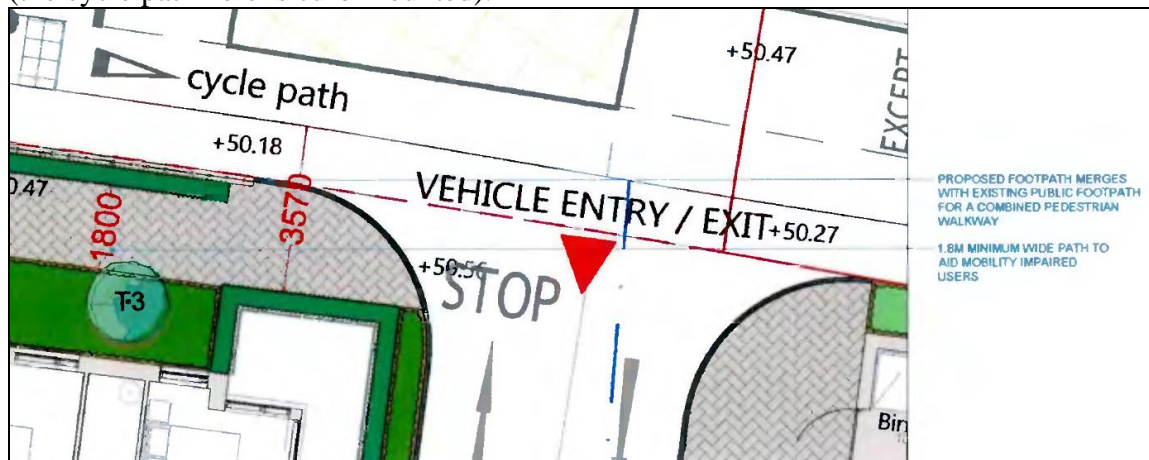 cycle path
+50.18
+50.47
EXCEPT
0.47
1800
3570
VEHICLE ENTRY / EXIT
+50.27
STOP
T-3
Bin
PROPOSED FOOTPATH MERGES
WITH EXISTING PUBLIC FOOTPATH
FOR A COMBINED PEDESTRIAN
WALKWAY
1.8M MINIMUM WIDE PATH TO
AID MOBILITY IMPAIRED
USERS